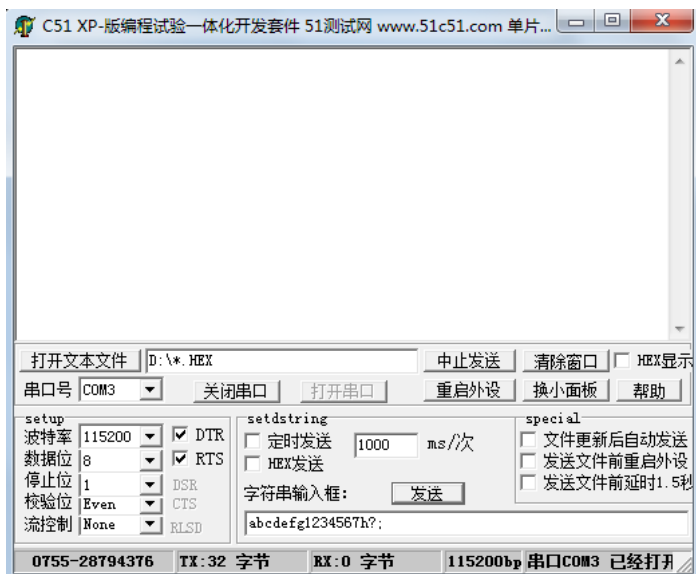 C51 XP-版编程试验一体化开发套件 51测试网 www.51c51.com 单片...
打开文本文件 D:\*.HEX 中止发送 清除窗口 HEX显示
串口号 COM3 关闭串口 打开串口 重启外设 换小面板 帮助
setup setdstring special
波特率 115200 DTR 定时发送 1000 ms/次 文件更新后自动发送
数据位 8 RTS HEX发送 发送文件前重启外设
停止位 1 DSR 字符串输入框: 发送 发送文件前延时1.5秒
校验位 Even CTS
流控制 None RLSD abcdefg1234567h?;
0755-28794376 TX:32 字节 RX:0 字节 115200bp 串口COM3 已经打开